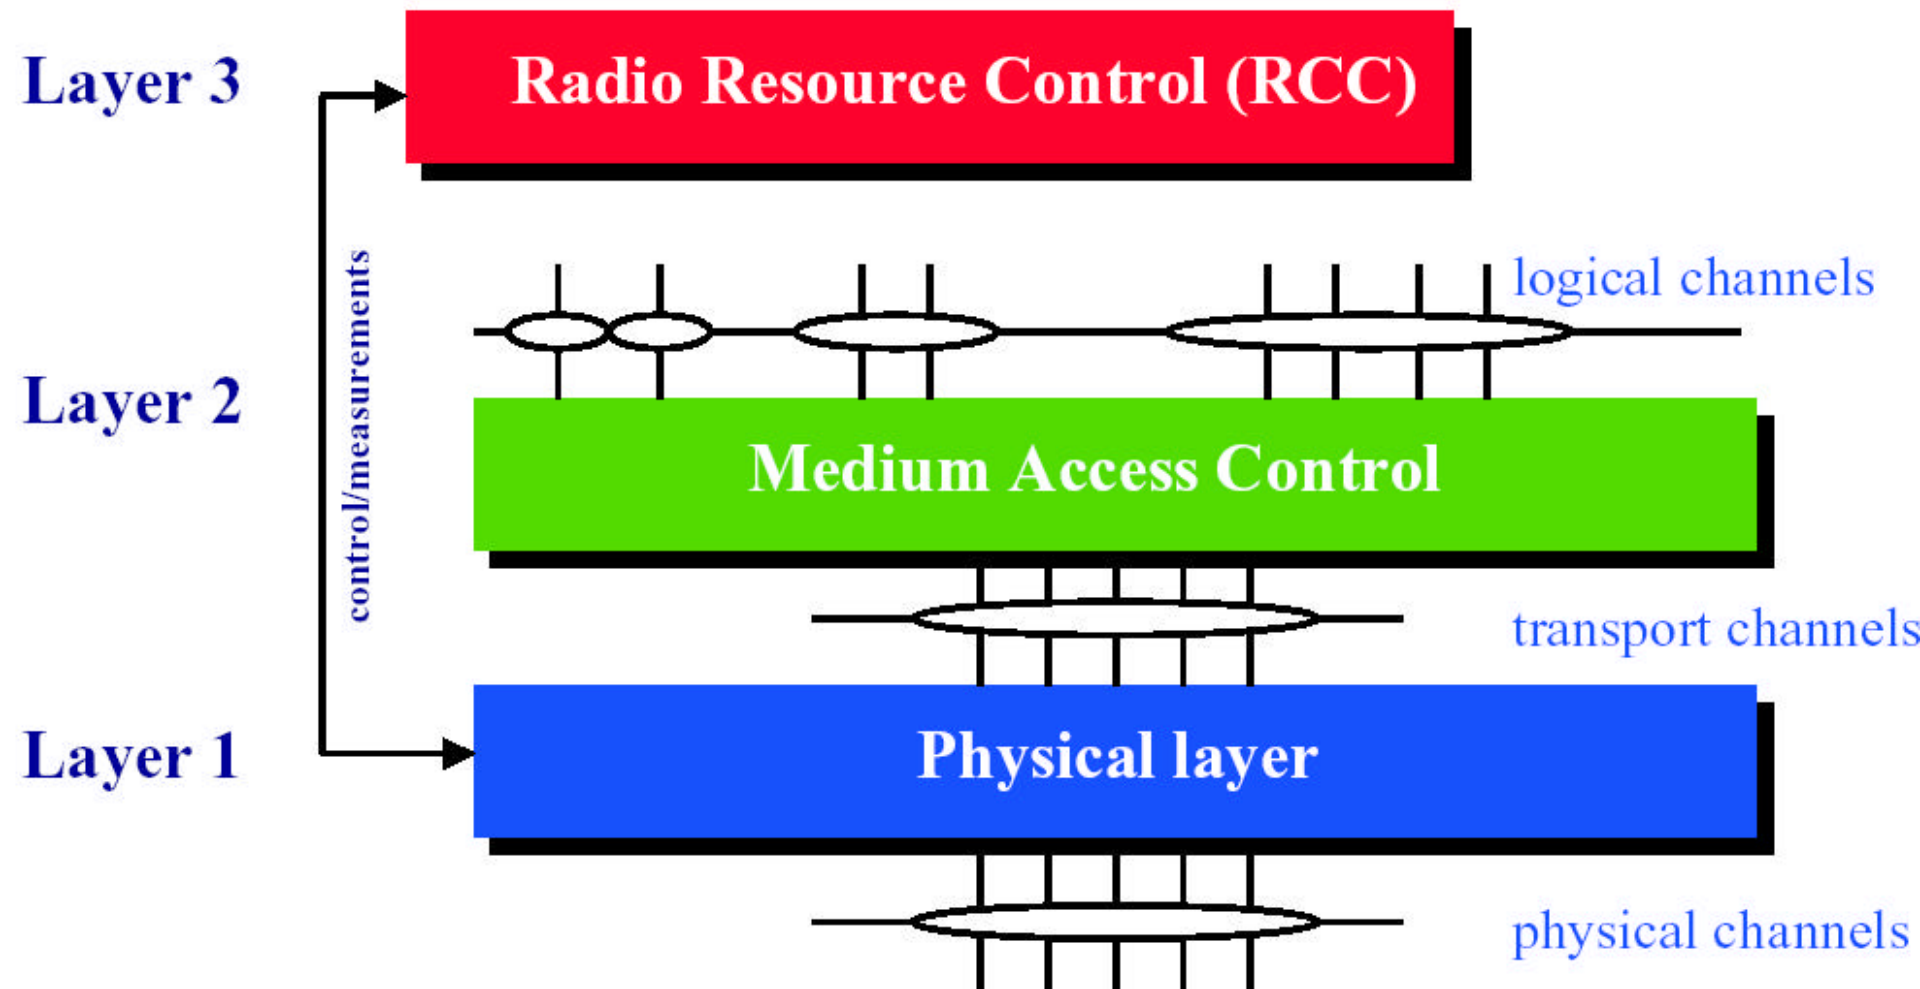 Layer 3
Radio Resource Control (RCC)
control/measurements
logical channels
Layer 2
Medium Access Control
transport channels
Layer 1
Physical layer
physical channels